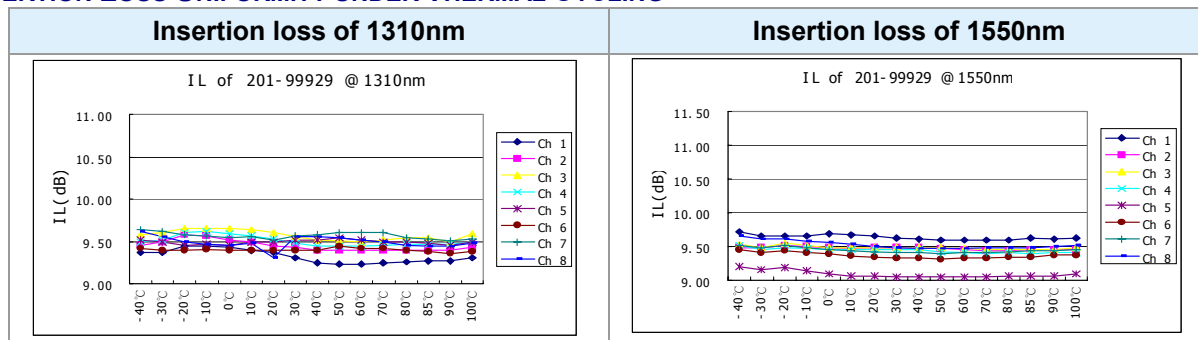 Insertion loss of 1310nm
Insertion loss of 1550nm
IL of 201-99929 @1310nm
11.00
10.50
10.00
9.50
9.00
IL(dB)
-40℃
-30℃
-20℃
-10℃
0℃
10℃
20℃
30℃
40℃
50℃
60℃
70℃
80℃
85℃
90℃
100℃
Ch 1
Ch 2
Ch 3
Ch 4
Ch 5
Ch 6
Ch 7
Ch 8
IL of 201-99929 @1550nm
11.50
11.00
10.50
10.00
9.50
9.00
IL(dB)
-40℃
-30℃
-20℃
-10℃
0℃
10℃
20℃
30℃
40℃
50℃
60℃
70℃
80℃
85℃
90℃
100℃
Ch 1
Ch 2
Ch 3
Ch 4
Ch 5
Ch 6
Ch 7
Ch 8